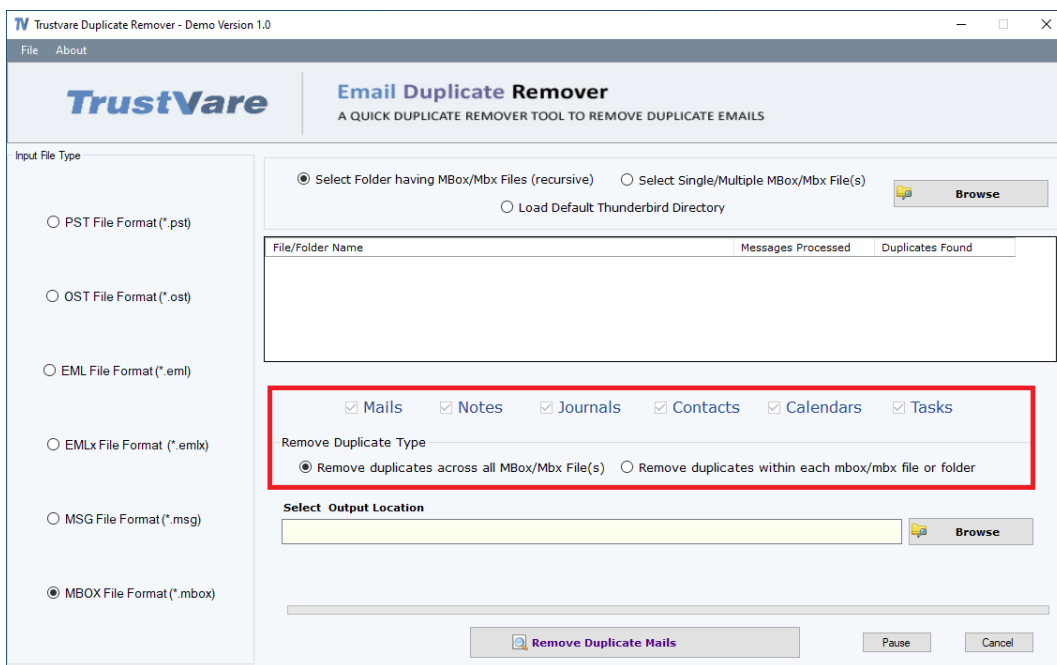 TV Trustvare Duplicate Remover - Demo Version 1.0
File About
TrustVare
Email Duplicate Remover
A QUICK DUPLICATE REMOVER TOOL TO REMOVE DUPLICATE EMAILS
Input File Type
PST File Format (*.pst)
OST File Format (*.ost)
EML File Format (*.eml)
EMLx File Format (*.emlx)
MSG File Format (*.msg)
MBOX File Format (*.mbox)
Select Folder having MBox/Mbx Files (recursive) Select Single/Multiple MBox/Mbx File(s)
Load Default Thunderbird Directory
Browse
File/Folder Name Messages Processed Duplicates Found
Mails Notes Journals Contacts Calendars Tasks
Remove Duplicate Type
Remove duplicates across all MBox/Mbx File(s) Remove duplicates within each mbox/mbx file or folder
Select Output Location
Browse
Remove Duplicate Mails Pause Cancel